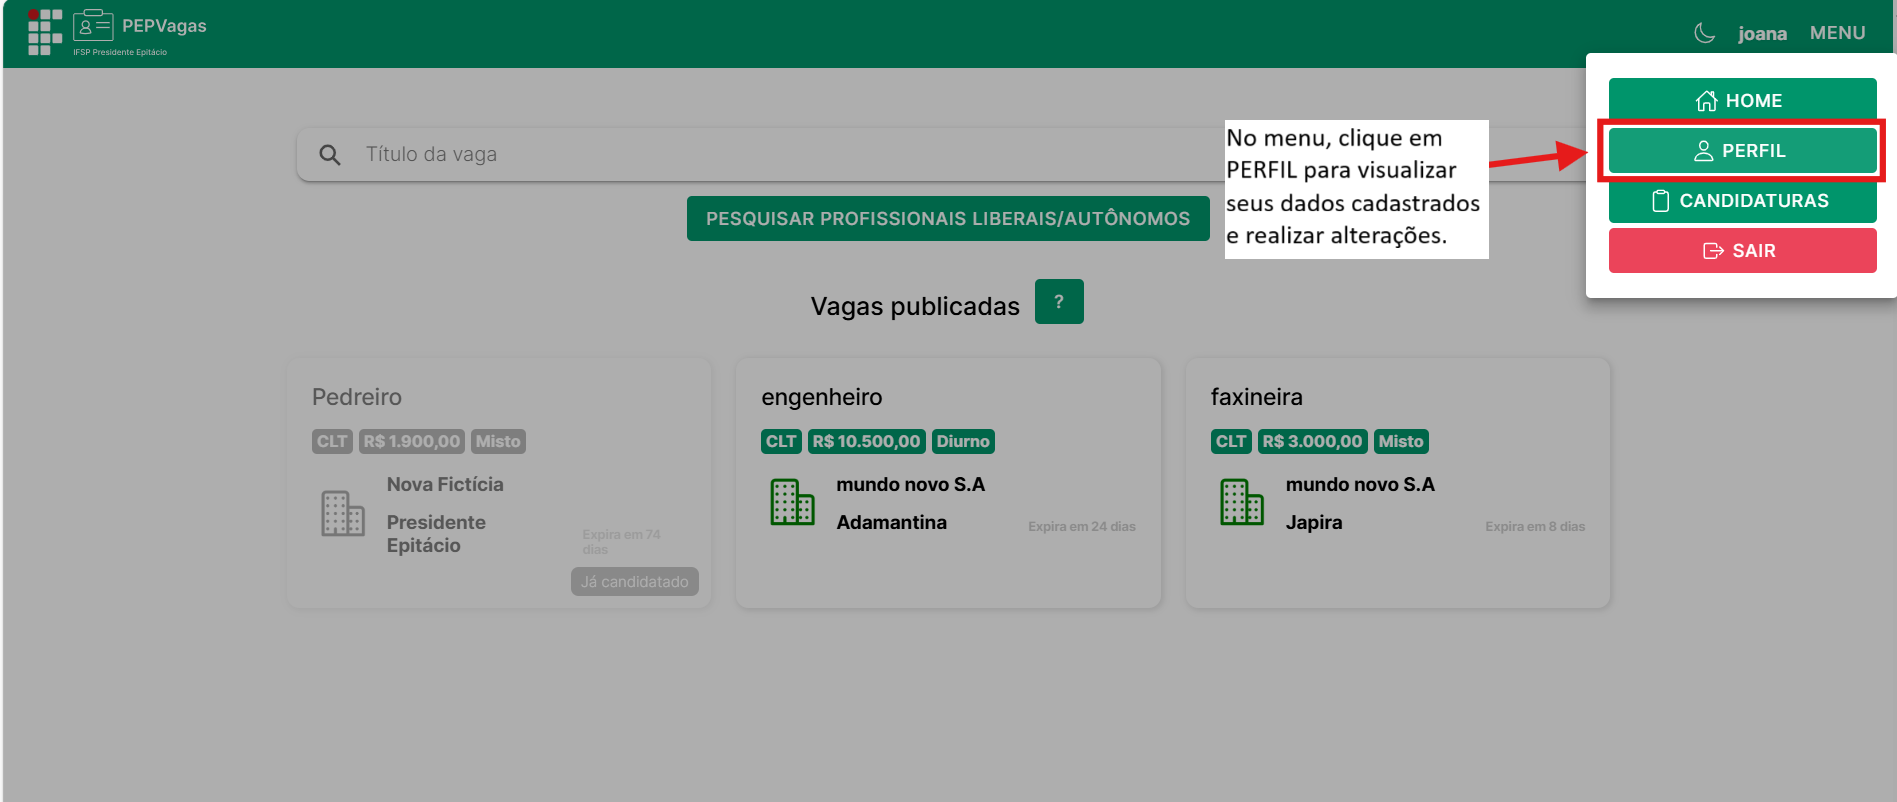 PEPVagas
IFSP Presidente Epitácio
joana MENU
HOME
PERFIL
CANDIDATURAS
SAIR
Título da vaga
No menu, clique em
PERFIL para visualizar
seus dados cadastrados
e realizar alterações.
PESQUISAR PROFISSIONAIS LIBERAIS/AUTÔNOMOS
Vagas publicadas ?
Pedreiro
CLT R$ 1.900,00 Misto
Nova Fictícia
Presidente
Epitácio
Expira em 74
dias
Já candidatado
engenheiro
CLT R$ 10.500,00 Diurno
mundo novo S.A
Adamantina
Expira em 24 dias
faxineira
CLT R$ 3.000,00 Misto
mundo novo S.A
Japira
Expira em 8 dias